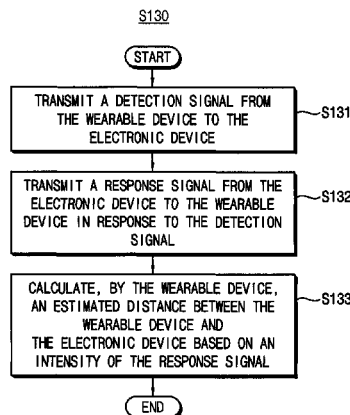 S130
START
TRANSMIT A DETECTION SIGNAL FROM
THE WEARABLE DEVICE TO THE
ELECTRONIC DEVICE
S131
TRANSMIT A RESPONSE SIGNAL FROM THE
ELECTRONIC DEVICE TO THE WEARABLE
DEVICE IN RESPONSE TO THE DETECTION
SIGNAL
S132
CALCULATE, BY THE WEARABLE DEVICE,
AN ESTIMATED DISTANCE BETWEEN THE
WEARABLE DEVICE AND
THE ELECTRONIC DEVICE BASED ON AN
INTENSITY OF THE RESPONSE SIGNAL
S133
END